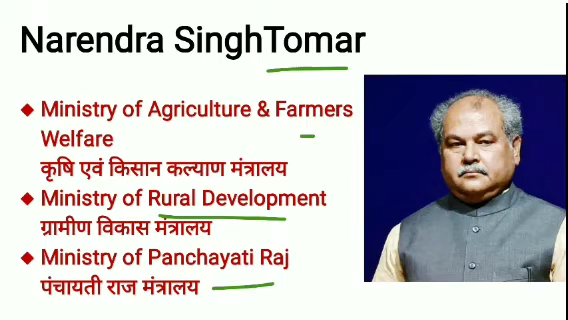 Narendra SinghTomar
◆ Ministry of Agriculture & Farmers
Welfare
कृषि एवं किसान कल्याण मंत्रालय
◆ Ministry of Rural Development
ग्रामीण विकास मंत्रालय
◆ Ministry of Panchayati Raj
पंचायती राज मंत्रालय